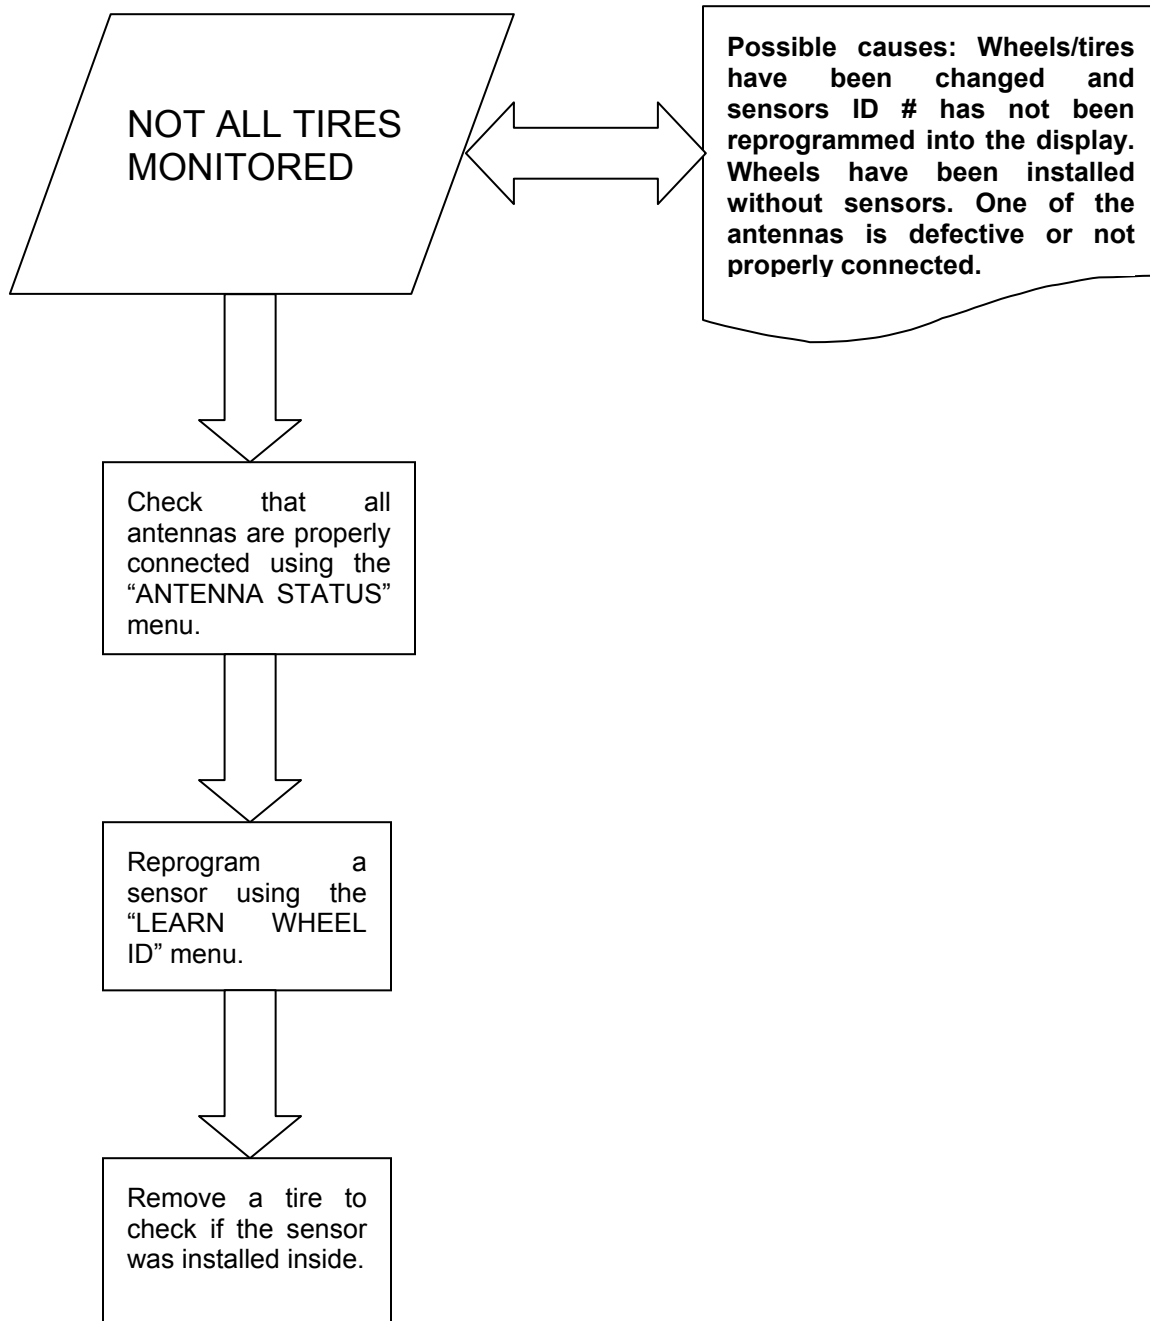 NOT ALL TIRES
MONITORED
Possible causes: Wheels/tires
have been changed and
sensors ID # has not been
reprogrammed into the display.
Wheels have been installed
without sensors. One of the
antennas is defective or not
properly connected.
Check that all
antennas are properly
connected using the
“ANTENNA STATUS”
menu.
Reprogram a
sensor using the
“LEARN WHEEL
ID” menu.
Remove a tire to
check if the sensor
was installed inside.